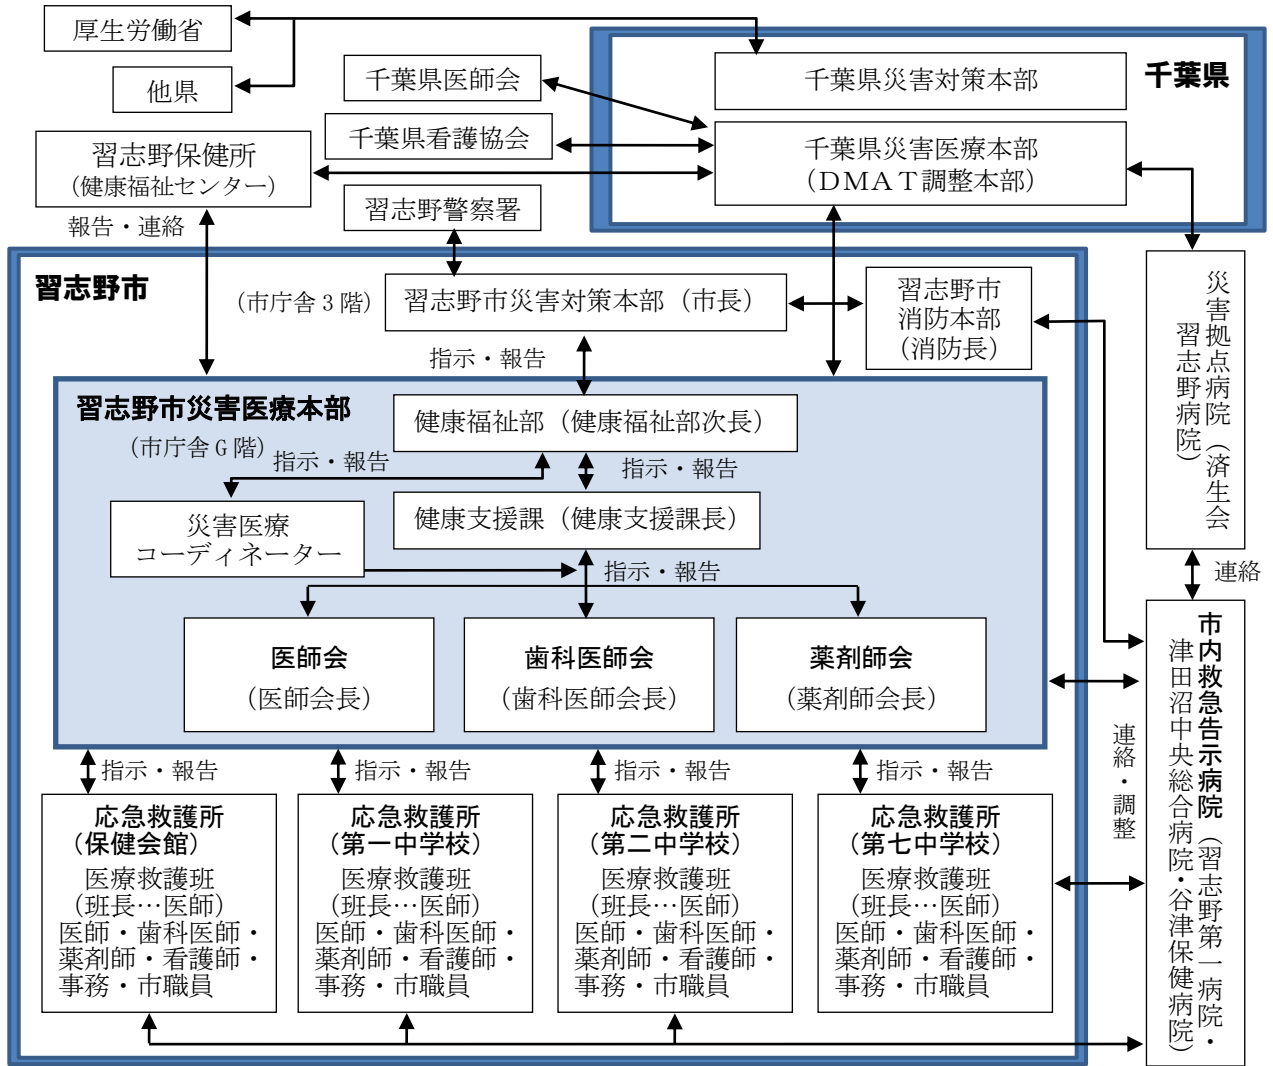 厚生労働省
他県
千葉県医師会
千葉県看護協会
習志野保健所
（健康福祉センター）
報告・連絡
習志野警察署
千葉県
千葉県災害対策本部
千葉県災害医療本部
（ＤＭＡＴ調整本部）
習志野市
（市庁舎３階）
習志野市災害対策本部（市長）
習志野市
消防本部
（消防長）
災害拠点病院（済生会
習志野病院）
指示・報告
習志野市災害医療本部
（市庁舎Ｇ階）
健康福祉部（健康福祉部次長）
指示・報告
指示・報告
災害医療
コーディネーター
健康支援課（健康支援課長）
指示・報告
連絡
医師会
（医師会長）
歯科医師会
（歯科医師会長）
薬剤師会
（薬剤師会長）
市内救急告示病院（習志野第一病院・
津田沼中央総合病院・谷津保健病院）
連絡・調整
指示・報告
指示・報告
指示・報告
指示・報告
応急救護所
（保健会館）
医療救護班
（班長…医師）
医師・歯科医師・
薬剤師・看護師・
事務・市職員
応急救護所
（第一中学校）
医療救護班
（班長…医師）
医師・歯科医師・
薬剤師・看護師・
事務・市職員
応急救護所
（第二中学校）
医療救護班
（班長…医師）
医師・歯科医師・
薬剤師・看護師・
事務・市職員
応急救護所
（第七中学校）
医療救護班
（班長…医師）
医師・歯科医師・
薬剤師・看護師・
事務・市職員